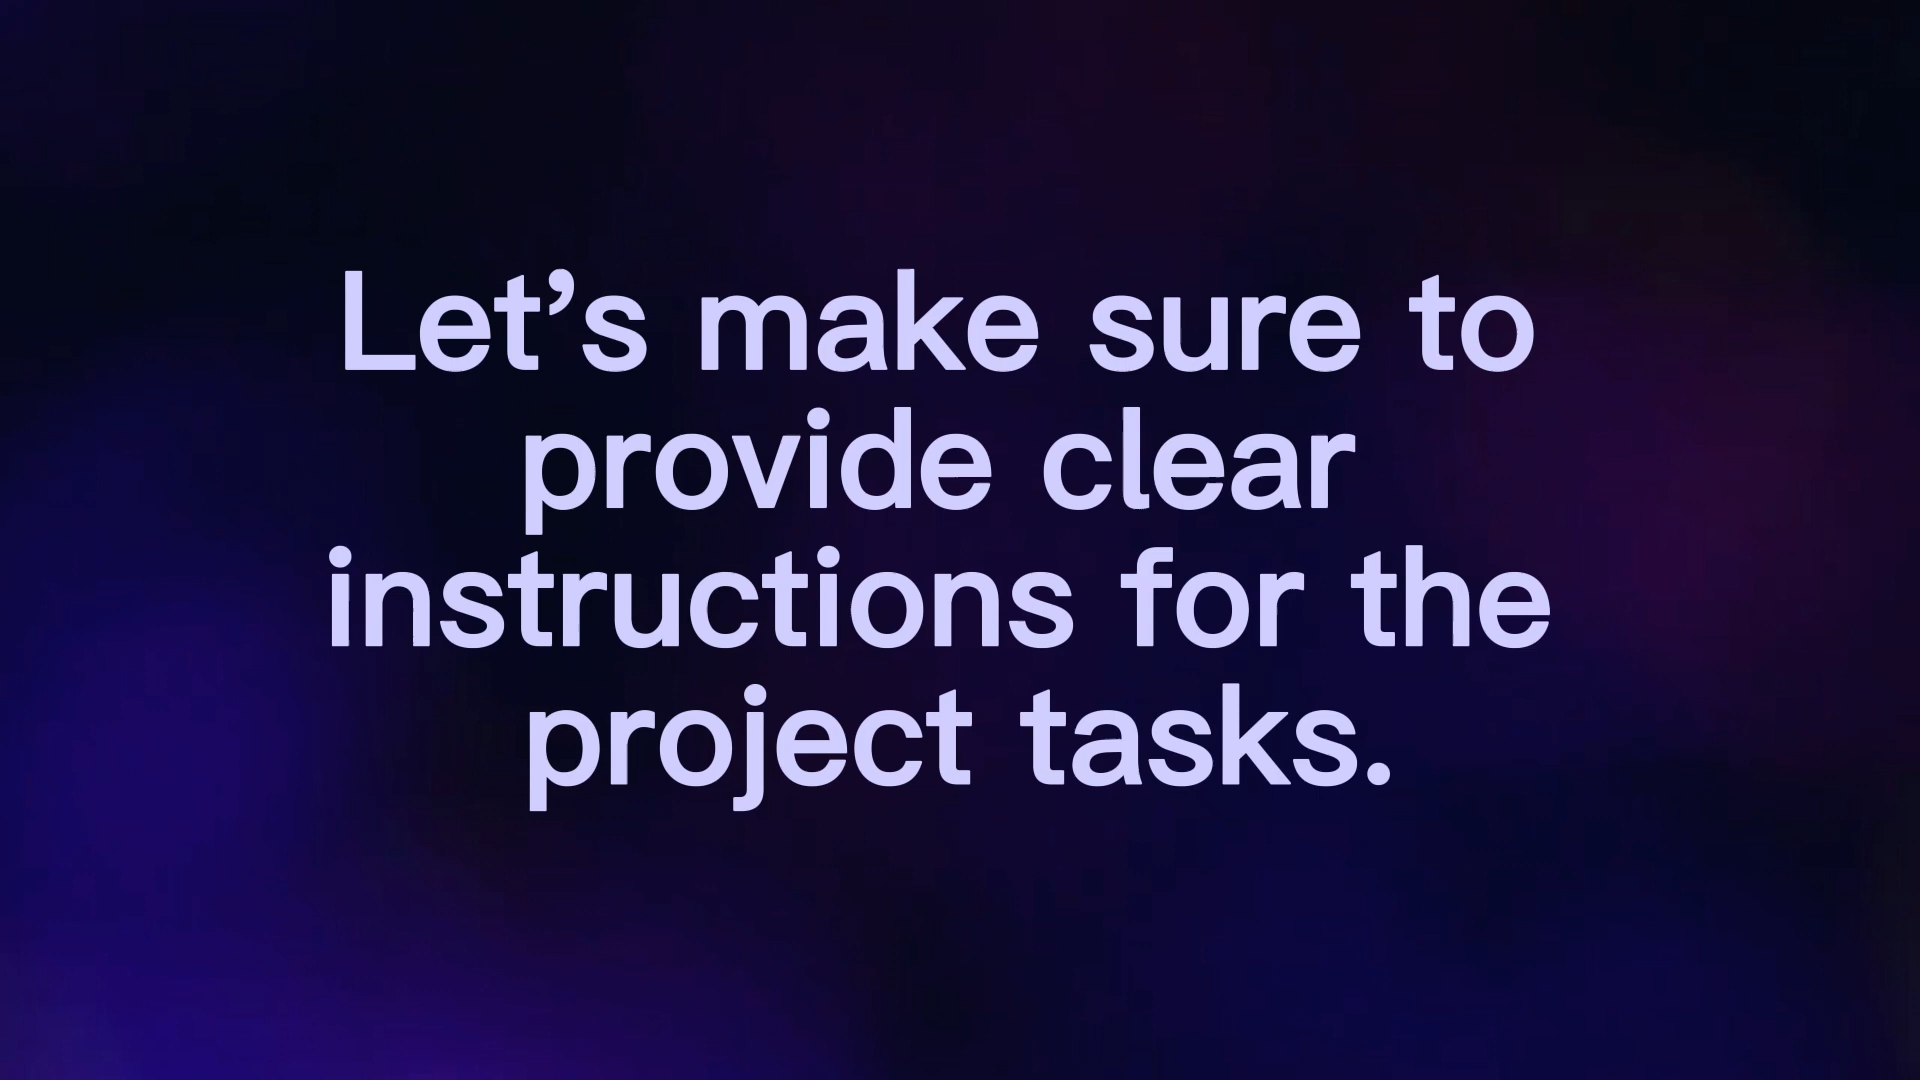 Let’s make sure to
provide clear
instructions for the
project tasks.